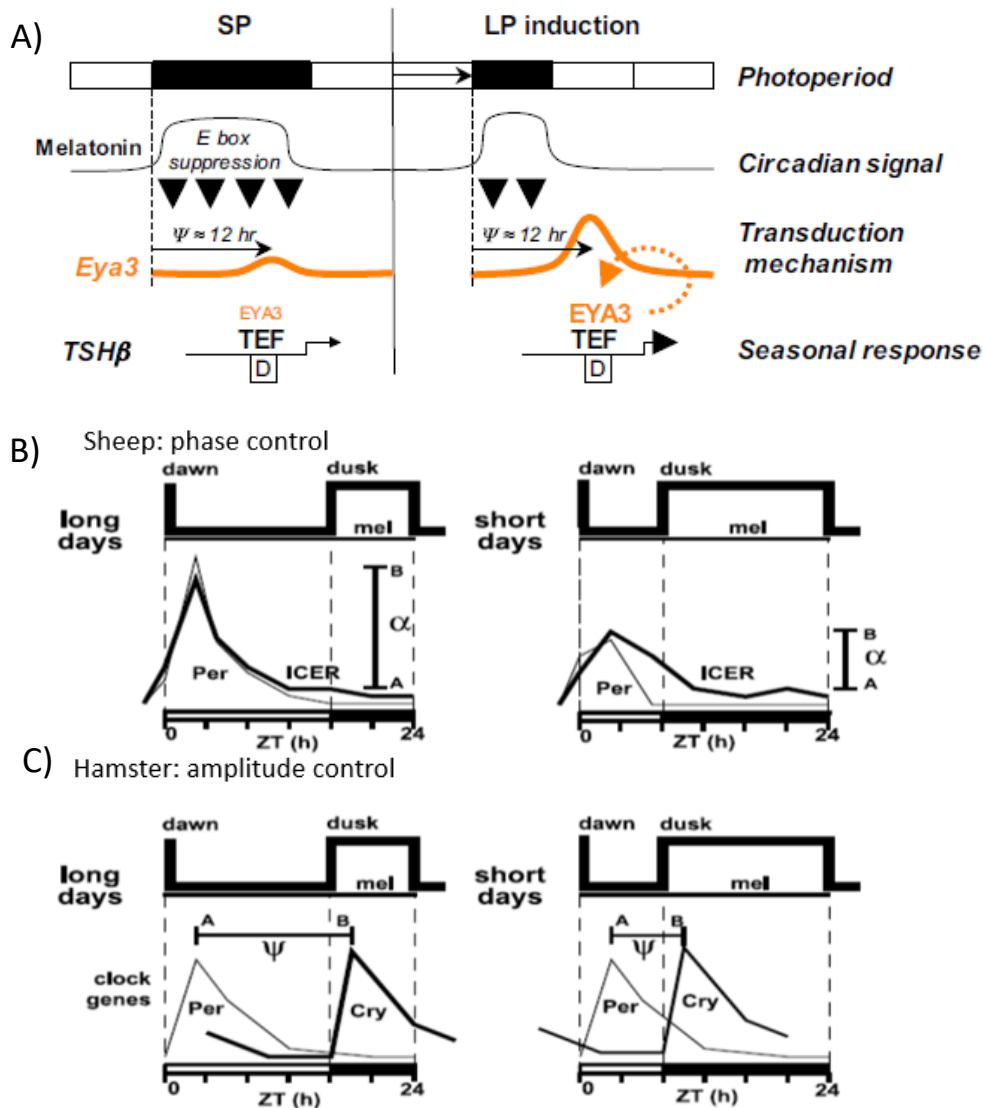 A)
SP
LP induction
Photoperiod
Melatonin
E box
suppression
Circadian signal
Ψ ≈ 12 hr
Ψ ≈ 12 hr
Transduction
mechanism
Eya3
EYA3
EYA3
TSHβ
TEF
TEF
Seasonal response
D
D
B)
Sheep: phase control
dawn
dusk
dawn
dusk
long
days
mel
short
days
mel
B
α
A
B
α
A
Per
ICER
Per
ICER
0
24
0
24
ZT (h)
ZT (h)
C)
Hamster: amplitude control
dawn
dusk
dawn
dusk
long
days
mel
short
days
mel
A
B
A
B
Ψ
Ψ
clock
genes
Per
Cry
Per
Cry
0
24
0
24
ZT (h)
ZT (h)